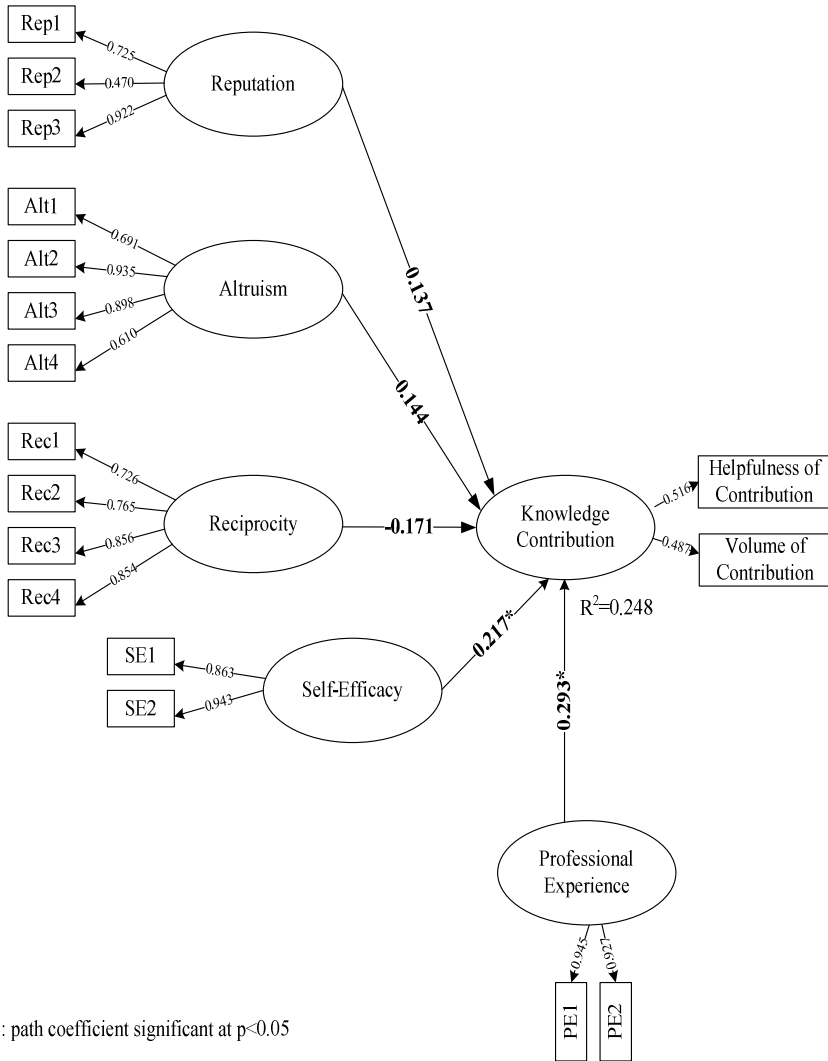 Rep1
0.725
Rep2
0.470
Rep3
0.922
Reputation
Alt1
0.691
Alt2
0.935
Alt3
0.898
Alt4
0.610
Altruism
0.137
0.144
Rec1
0.726
Rec2
0.765
Rec3
0.856
Rec4
0.854
Reciprocity
-0.171
Knowledge
Contribution
0.516
Helpfulness of
Contribution
0.487
Volume of
Contribution
R²=0.248
SE1
0.863
SE2
0.943
Self-Efficacy
0.217*
0.293*
Professional
Experience
0.945
0.927
PE1
PE2
: path coefficient significant at p<0.05